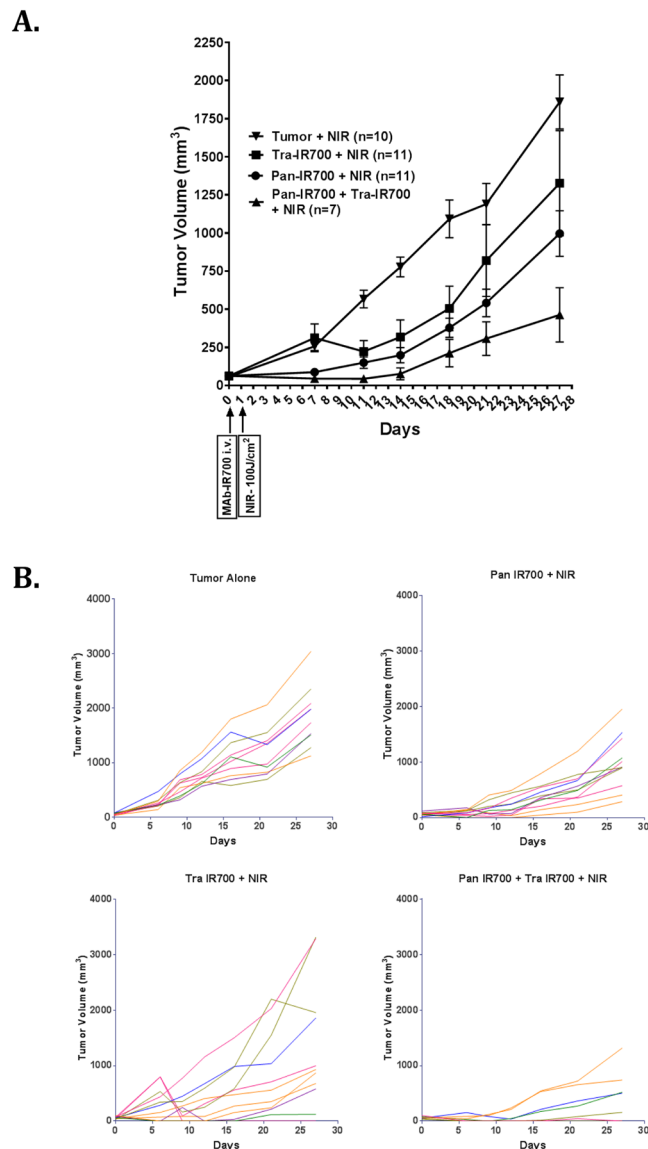 A.
2250
2000
1750
1500
1250
1000
750
500
250
0
Tumor Volume (mm³)
Tumor + NIR (n=10)
Tra-IR700 + NIR (n=11)
Pan-IR700 + NIR (n=11)
Pan-IR700 + Tra-IR700
+ NIR (n=7)
0 1 2 3 4 5 6 7 8 9 10 11 12 13 14 15 16 17 18 19 20 21 22 23 24 25 26 27 28
Days
MAb-IR700 i.v.
NIR- 100J/cm²
B.
Tumor Alone
4000
3000
2000
1000
0
Tumor Volume (mm³)
0 5 10 15 20 25 30
Days
Pan IR700 + NIR
4000
3000
2000
1000
0
Tumor Volume (mm³)
0 5 10 15 20 25 30
Days
Tra IR700 + NIR
4000
3000
2000
1000
0
Tumor Volume (mm³)
0 5 10 15 20 25 30
Days
Pan IR700 + Tra IR700 + NIR
4000
3000
2000
1000
0
Tumor Volume (mm³)
0 5 10 15 20 25 30
Days